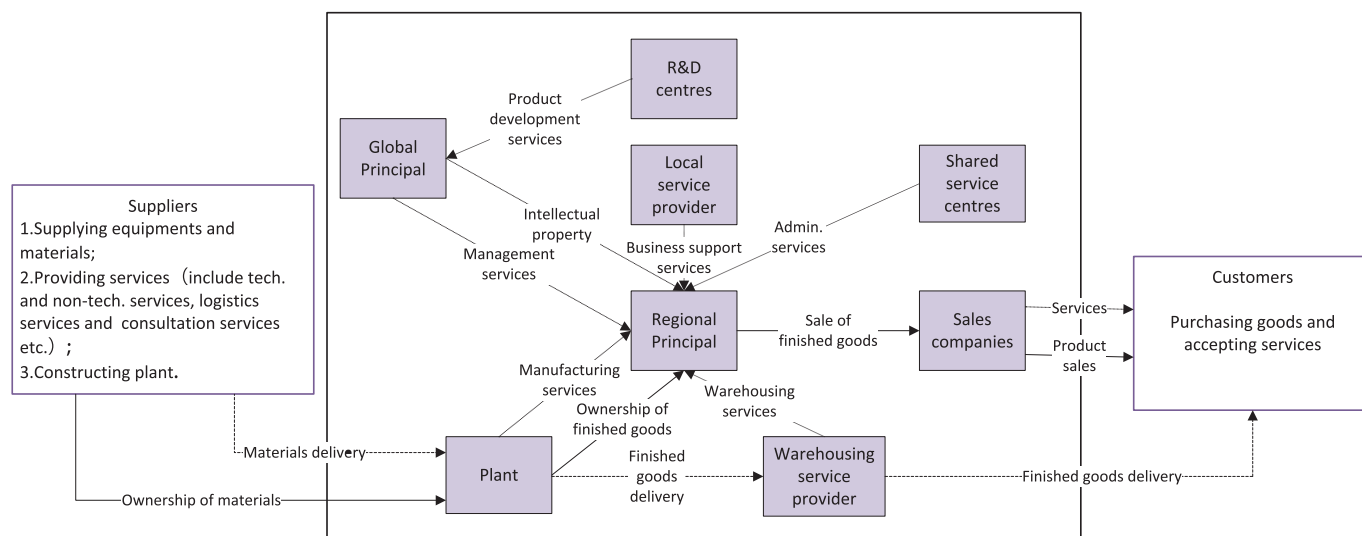 R&D
centres
Product
development
services
Global
Principal
Local
service
provider
Shared
service
centres
Suppliers
1.Supplying equipments and
materials;
2.Providing services（include tech.
and non-tech. services, logistics
services and consultation services
etc.）;
3.Constructing plant.
Intellectual
property
Admin.
services
Management
services
Business support
services
Customers
Purchasing goods and
accepting services
Regional
Principal
Sale of
finished goods
Sales
companies
Services
Product
sales
Manufacturing
services
Ownership of
finished goods
Warehousing
services
Materials delivery
Plant
Finished
goods
delivery
Warehousing
service
provider
Finished goods delivery
Ownership of materials